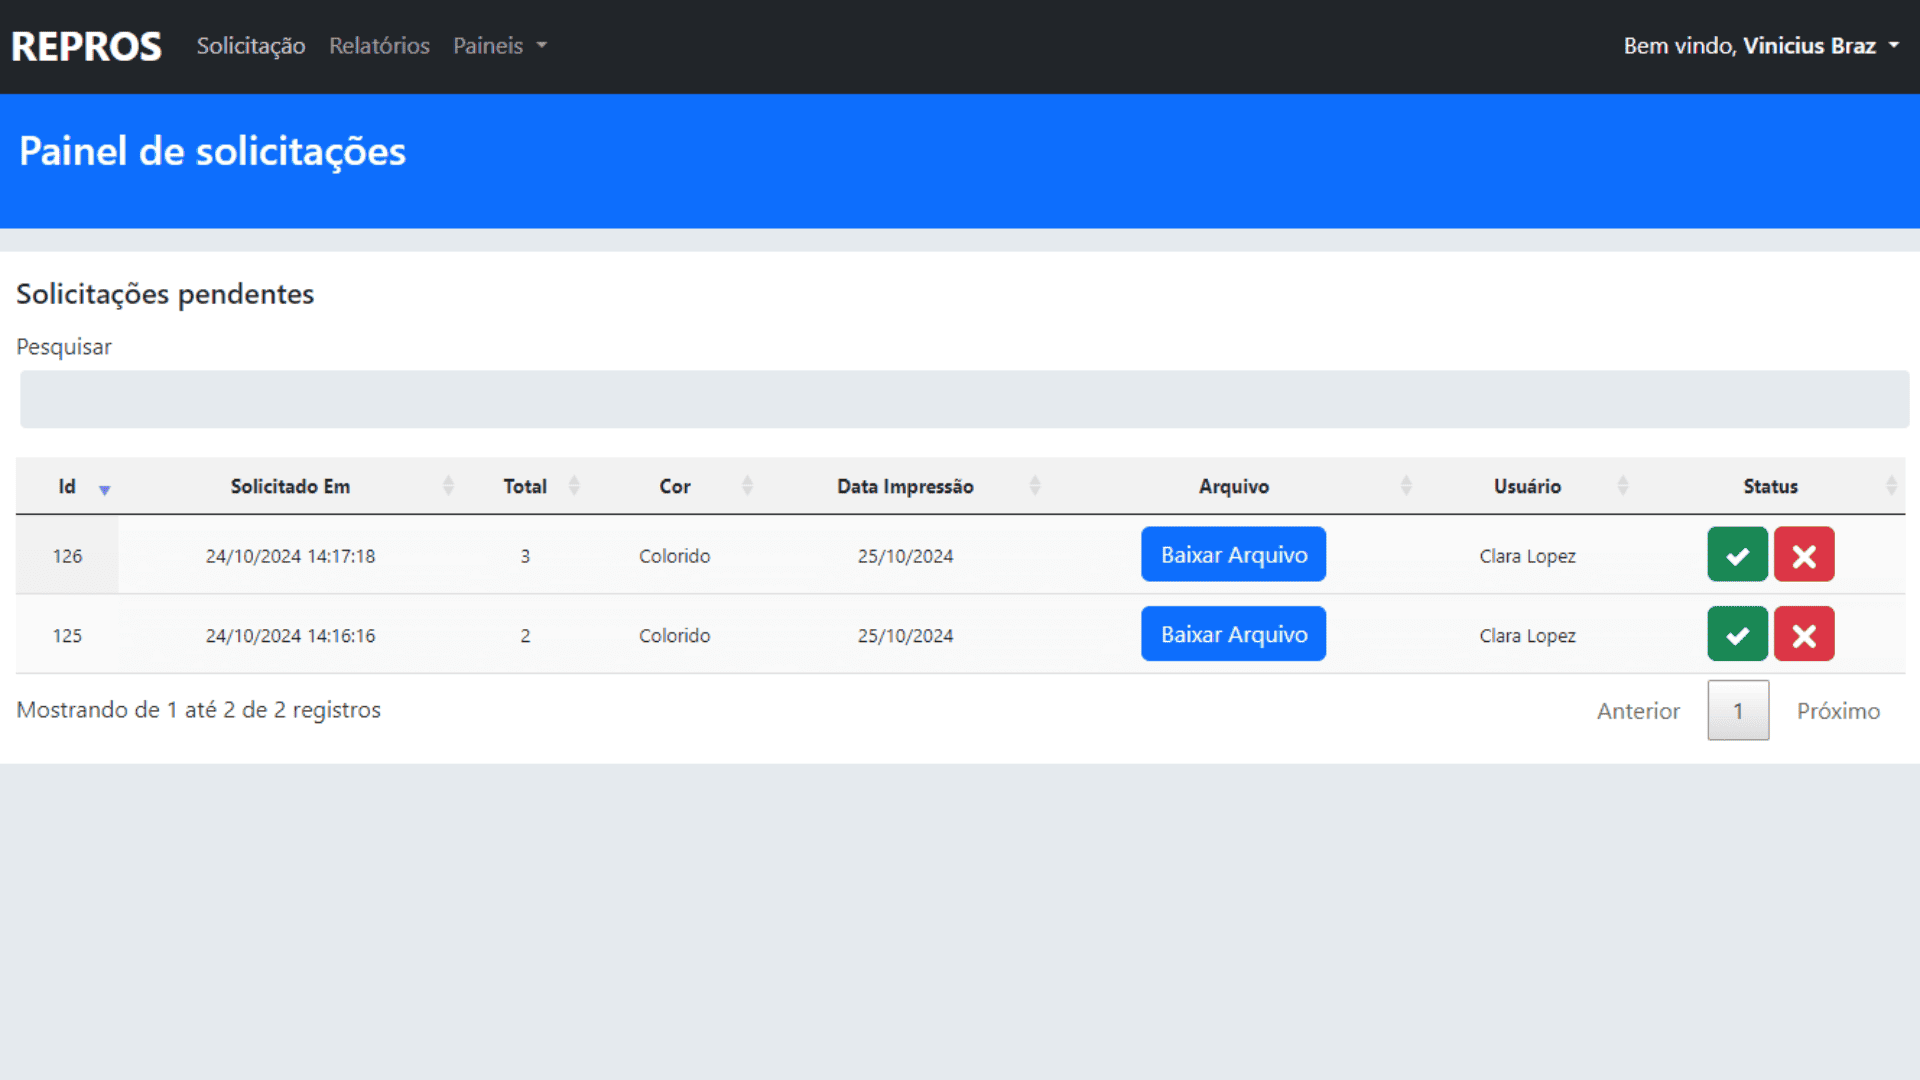 REPROS Solicitação Relatórios Paineis Bem vindo, Vinicius Braz
Painel de solicitações
Solicitações pendentes
Pesquisar
Id Solicitado Em Total Cor Data Impressão Arquivo Usuário Status
126 24/10/2024 14:17:18 3 Colorido 25/10/2024 Baixar Arquivo Clara Lopez
125 24/10/2024 14:16:16 2 Colorido 25/10/2024 Baixar Arquivo Clara Lopez
Mostrando de 1 até 2 de 2 registros Anterior 1 Próximo